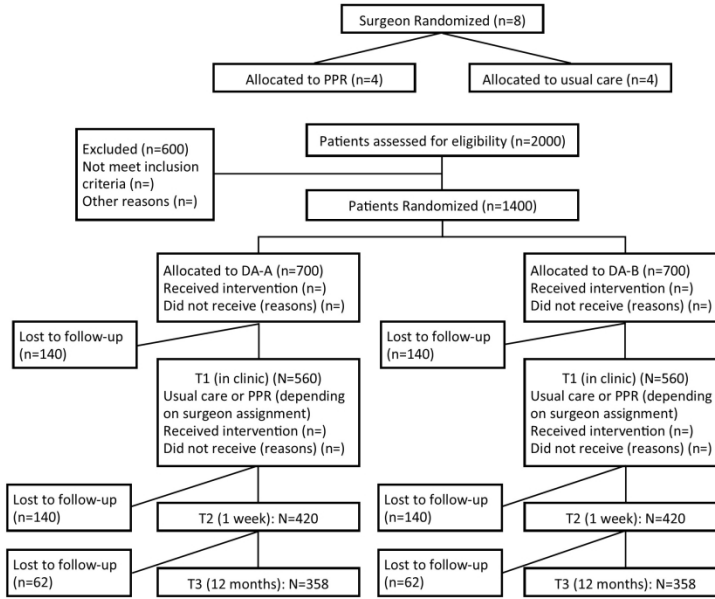 Surgeon Randomized (n=8)
Allocated to PPR (n=4)
Allocated to usual care (n=4)
Patients assessed for eligibility (n=2000)
Excluded (n=600)
Not meet inclusion
criteria (n=)
Other reasons (n=)
Patients Randomized (n=1400)
Allocated to DA-A (n=700)
Received intervention (n=)
Did not receive (reasons) (n=)
Allocated to DA-B (n=700)
Received intervention (n=)
Did not receive (reasons) (n=)
Lost to follow-up
(n=140)
Lost to follow-up
(n=140)
T1 (in clinic) (N=560)
Usual care or PPR (depending
on surgeon assignment)
Received intervention (n=)
Did not receive (reasons) (n=)
T1 (in clinic) (N=560)
Usual care or PPR (depending
on surgeon assignment)
Received intervention (n=)
Did not receive (reasons) (n=)
Lost to follow-up
(n=140)
T2 (1 week): N=420
Lost to follow-up
(n=140)
T2 (1 week): N=420
Lost to follow-up
(n=62)
T3 (12 months): N=358
Lost to follow-up
(n=62)
T3 (12 months): N=358